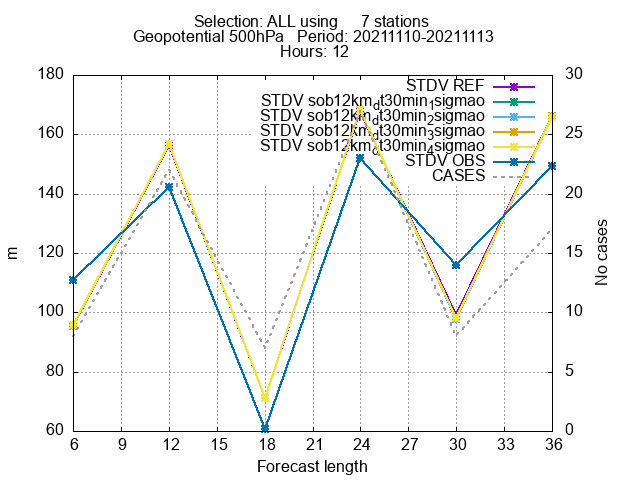 Selection: ALL using 7 stations
Geopotential 500hPa Period: 20211110-20211113
Hours: 12
180 30
STDV REF
STDV sob12km_dt30min_1sigmao
STDV sob12km_dt30min_2sigmao
160 25
STDV sob12km_dt30min_3sigmao
STDV sob12km_dt30min_4sigmao
STDV OBS
CASES
140 20
120 15
m
No cases
100 10
80 5
60 0
6 9 12 15 18 21 24 27 30 33 36
Forecast length